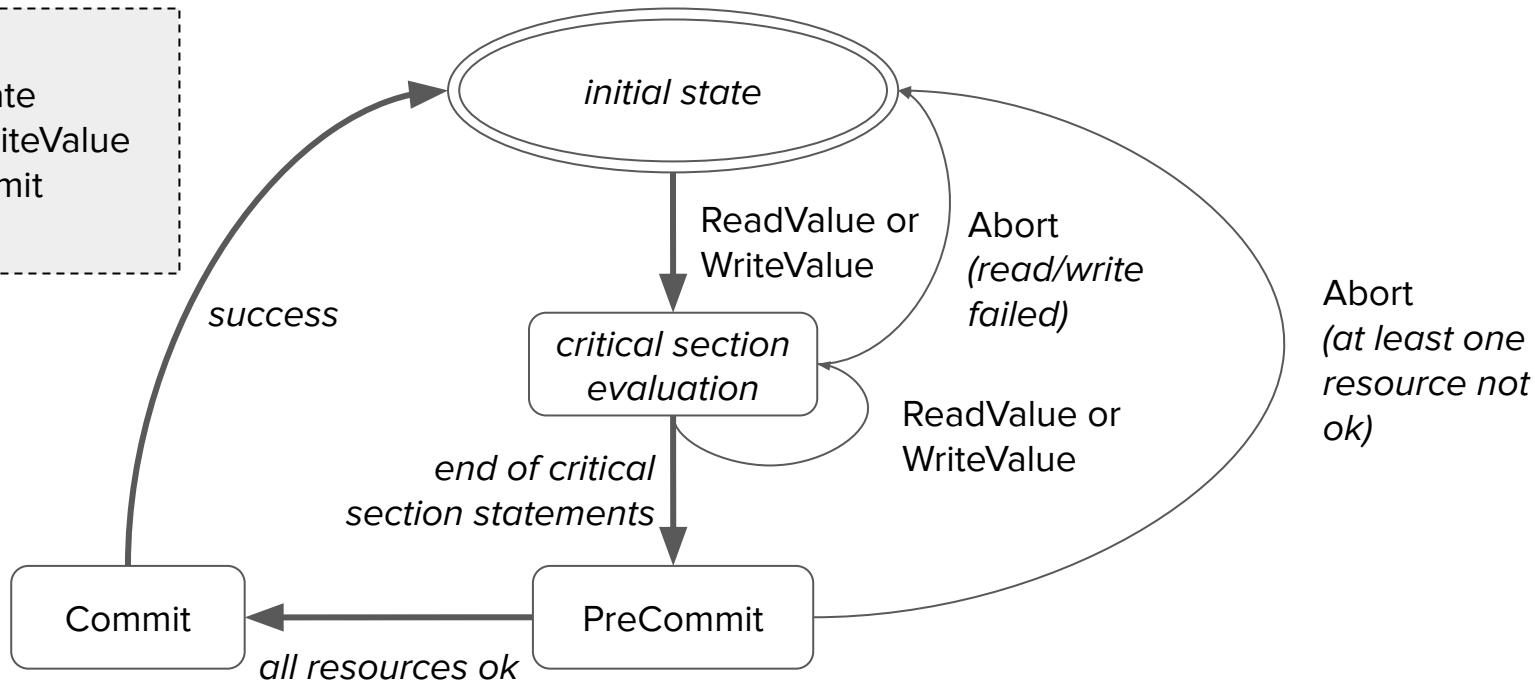 iteValue
mit
initial state
ReadValue or
WriteValue
Abort
(read/write
failed)
success
Abort
(at least one
resource not
ok)
critical section
evaluation
ReadValue or
WriteValue
end of critical
section statements
Commit
PreCommit
all resources ok